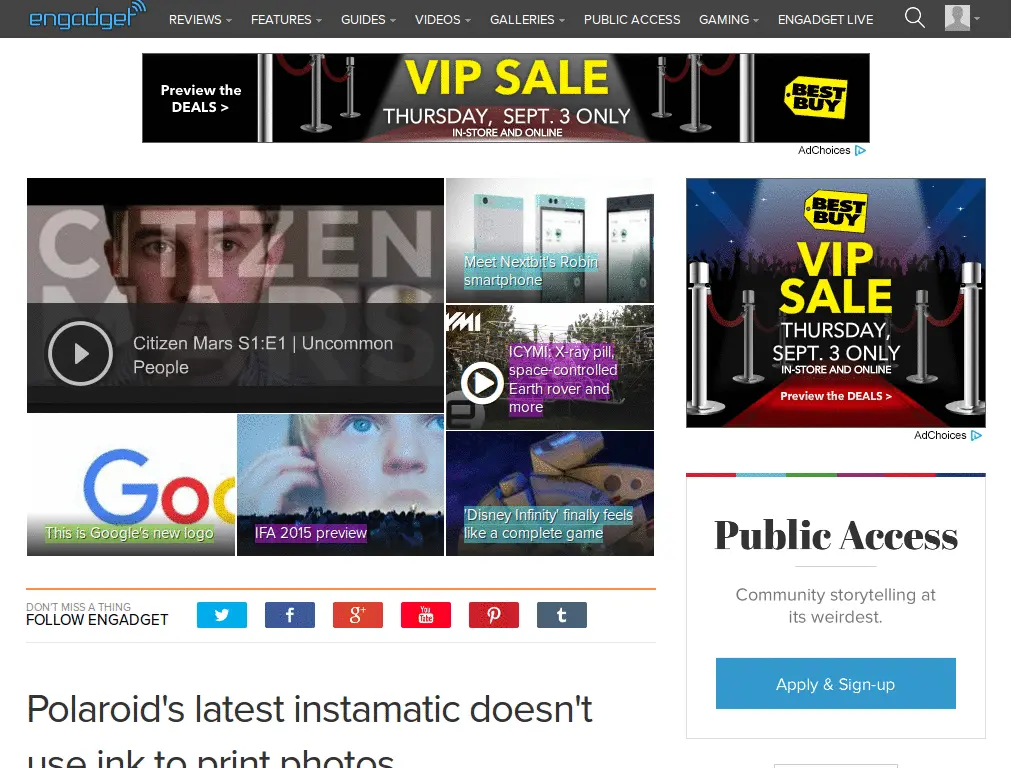 engadget
REVIEWS
FEATURES
GUIDES
VIDEOS
GALLERIES
PUBLIC ACCESS
GAMING
ENGADGET LIVE
Preview the
DEALS >
VIP SALE
THURSDAY, SEPT. 3 ONLY
IN-STORE AND ONLINE
BEST
BUY
AdChoices
CITIZEN
MARS
Citizen Mars S1:E1 | Uncommon
People
Meet Nextbit's Robin
smartphone
ICYMI: X-ray pill,
space-controlled
Earth rover and
more
Goo
This is Google's new logo
IFA 2015 preview
'Disney Infinity' finally feels
like a complete game
BEST
BUY
VIP
SALE
THURSDAY,
SEPT. 3 ONLY
IN-STORE AND ONLINE
Preview the DEALS >
AdChoices
DON'T MISS A THING
FOLLOW ENGADGET
f
g+
You
Tube
t
Public Access
Community storytelling at
its weirdest.
Apply & Sign-up
Polaroid's latest instamatic doesn't
use ink to print photos